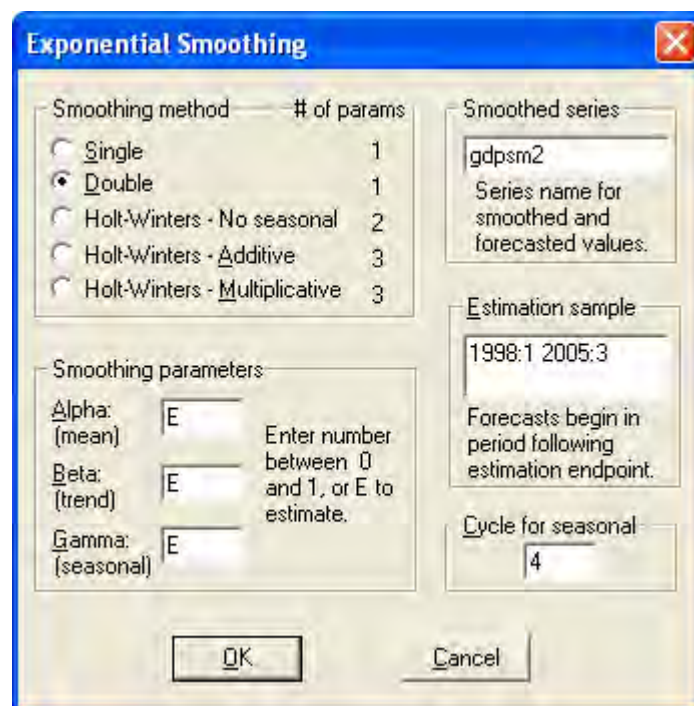 Exponential Smoothing
Smoothing method # of params
Single 1
Double 1
Holt-Winters - No seasonal 2
Holt-Winters - Additive 3
Holt-Winters - Multiplicative 3
Smoothing parameters
Alpha: E
(mean)
Beta: E
(trend)
Gamma: E
(seasonal)
Enter number
between 0
and 1, or E to
estimate.
Smoothed series
gdpsm2
Series name for
smoothed and
forecasted values.
Estimation sample
1998:1 2005:3
Forecasts begin in
period following
estimation endpoint.
Cycle for seasonal
4
OK Cancel